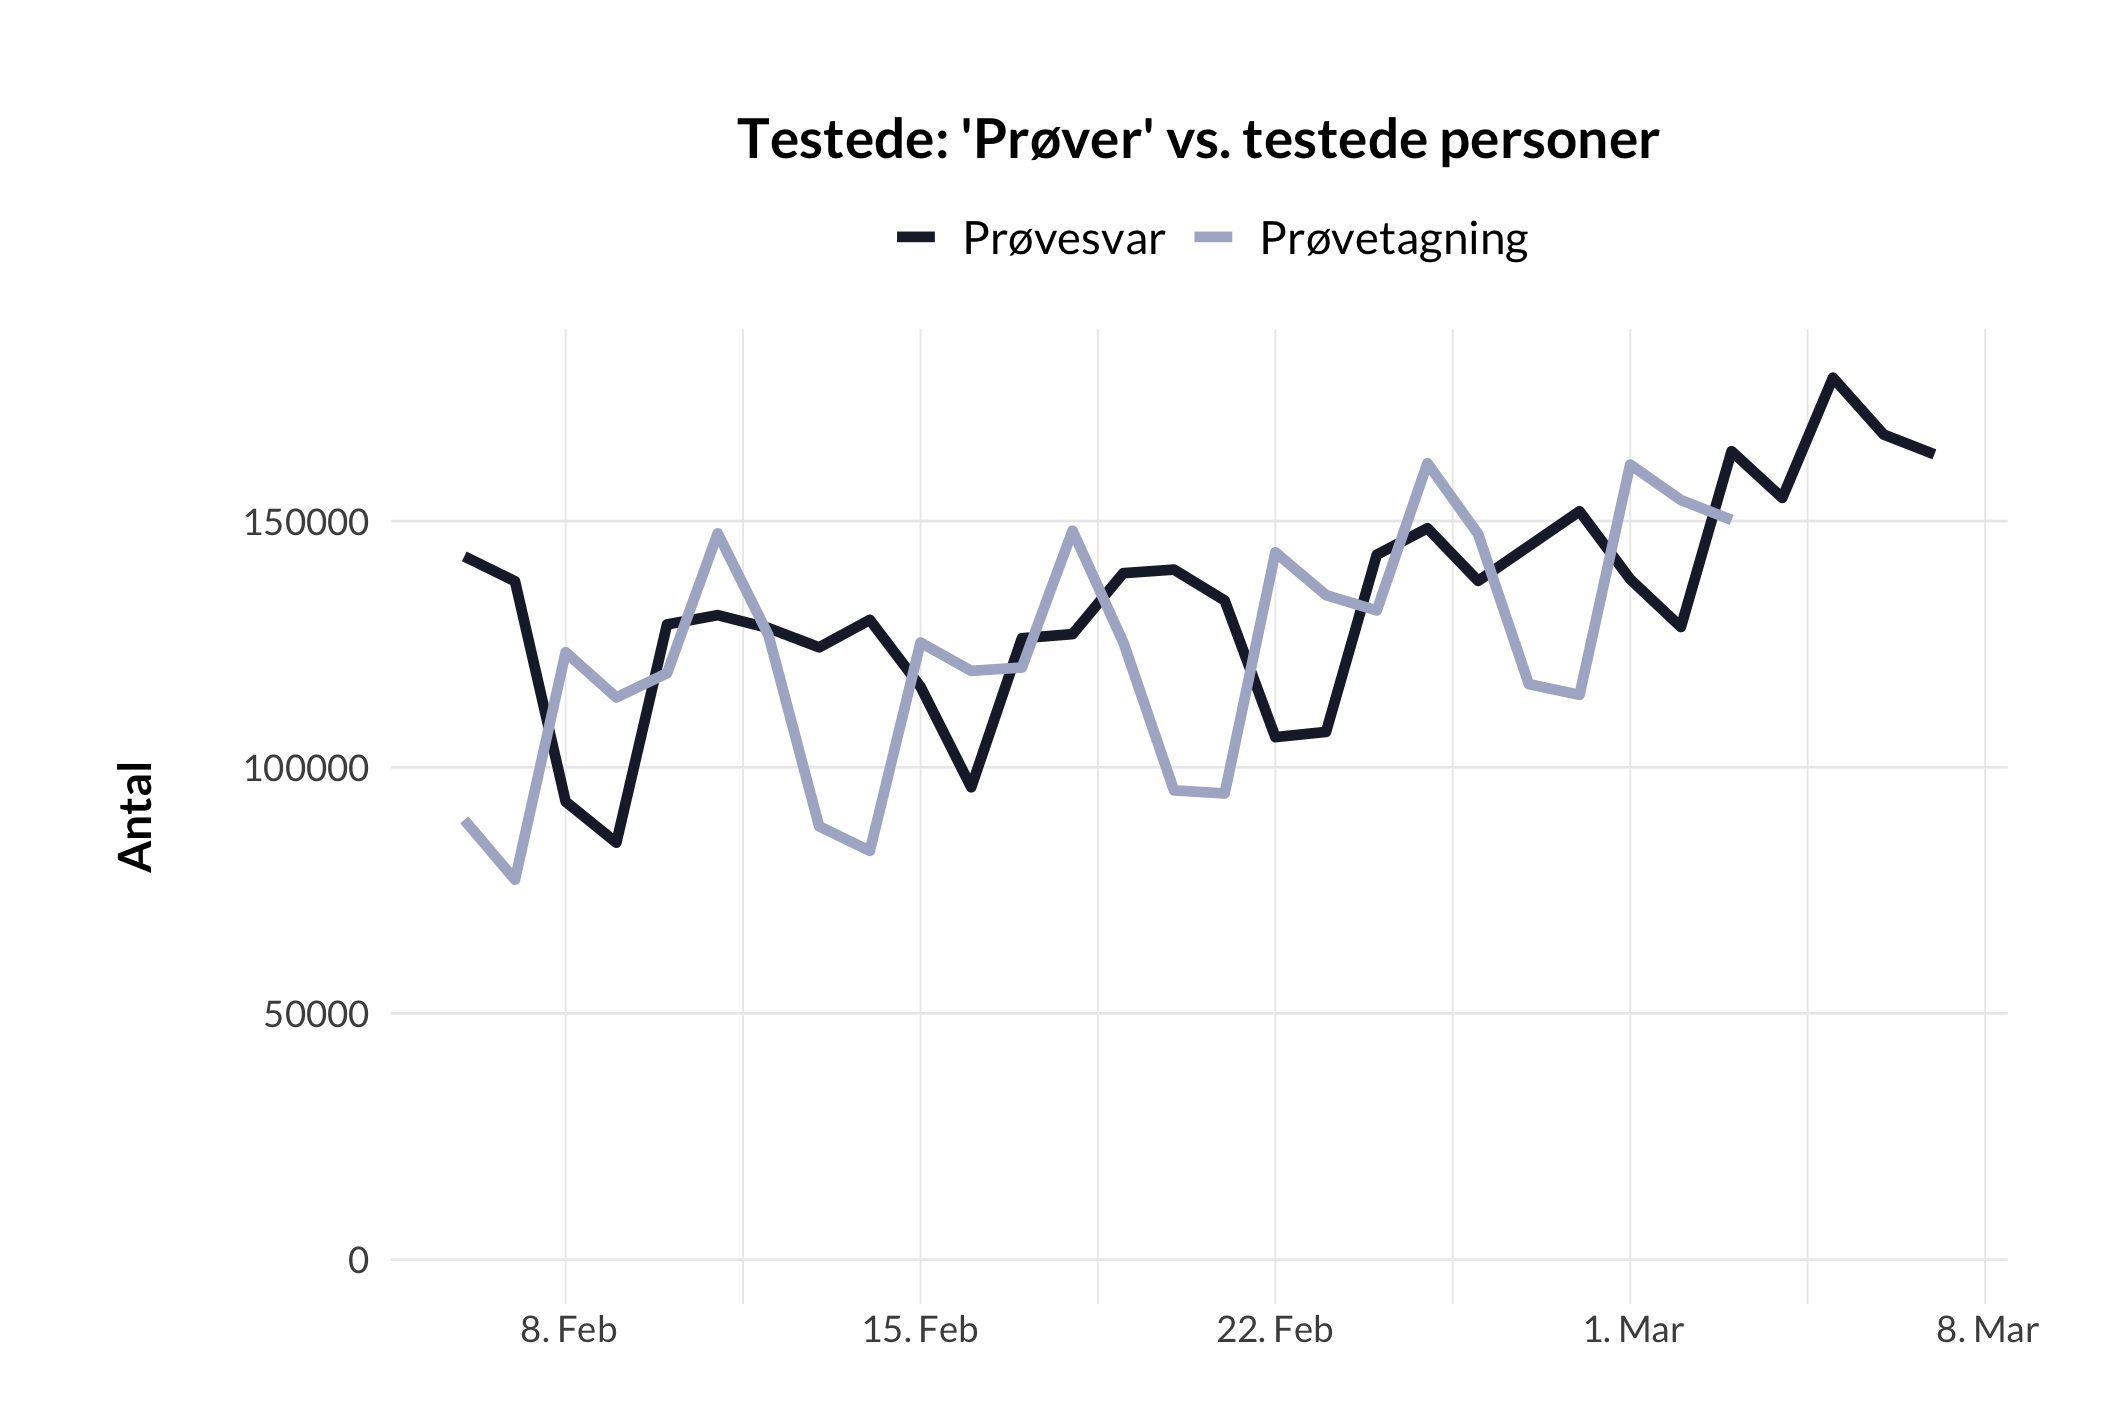 Testede: 'Prøver' vs. testede personer
Prøvesvar Prøvetagning
Antal
150000
100000
50000
0
8. Feb 15. Feb 22. Feb 1. Mar 8. Mar